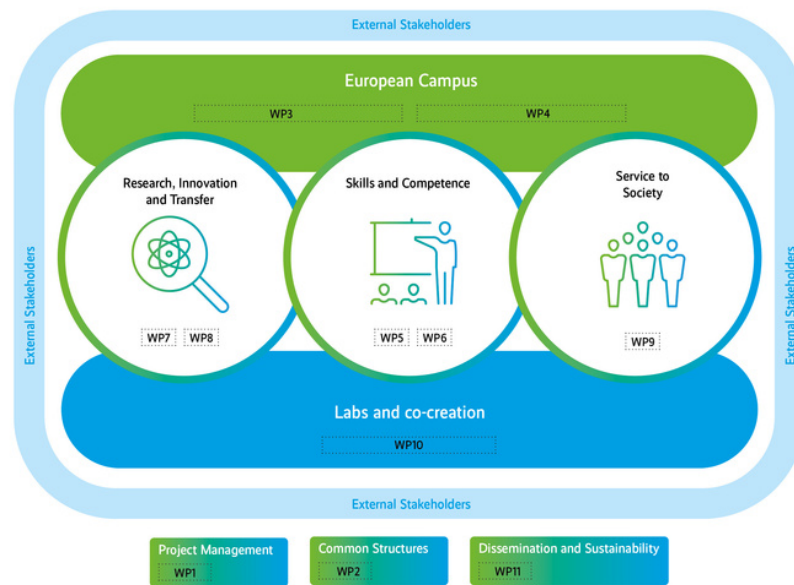 External Stakeholders
European Campus
WP3
WP4
External Stakeholders
Research, Innovation
and Transfer
Skills and Competence
Service to
Society
External Stakeholders
WP7
WP8
WP5
WP6
WP9
Labs and co-creation
WP10
External Stakeholders
Project Management
WP1
Common Structures
WP2
Dissemination and Sustainability
WP11